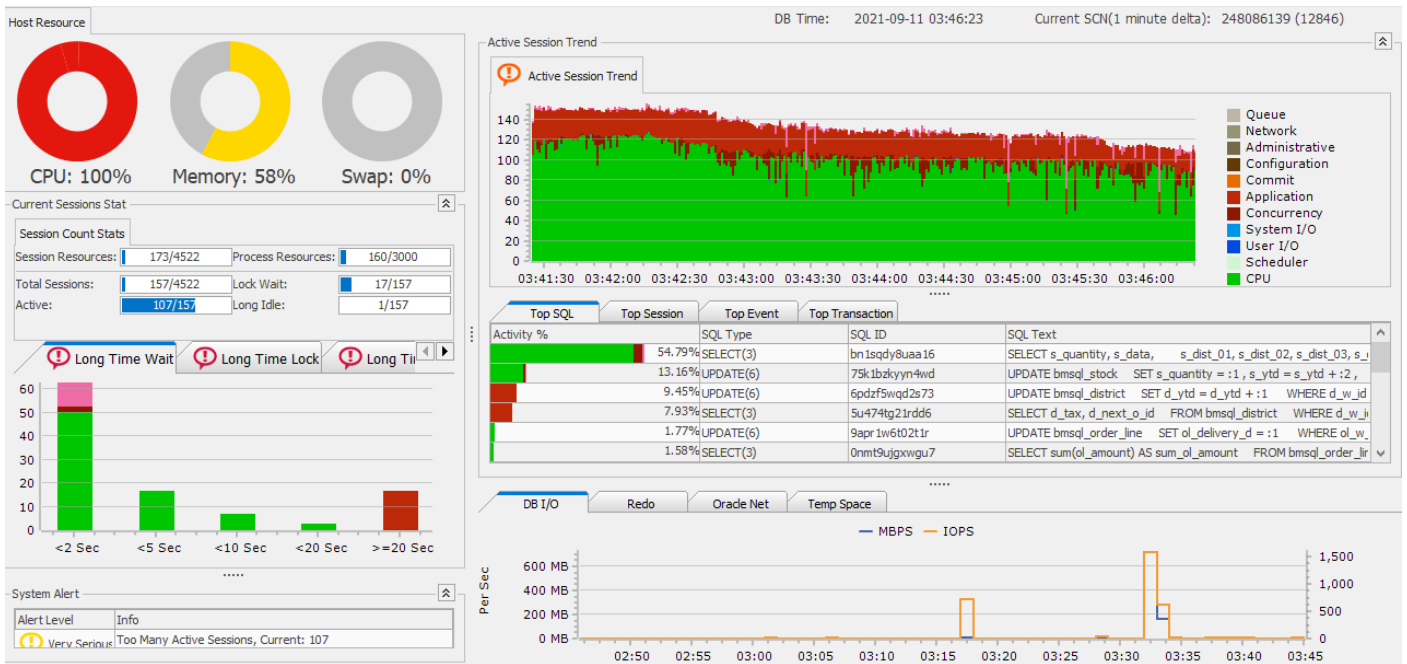 Host Resource
CPU: 100%
Memory: 58%
Swap: 0%
Current Sessions Stat
Session Count Stats
Session Resources: 173/4522 Process Resources: 160/3000
Total Sessions: 157/4522 Lock Wait: 17/157
Active: 107/157 Long Idle: 1/157
Long Time Wait Long Time Lock Long Ti
60
50
40
30
20
10
0
<2 Sec <5 Sec <10 Sec <20 Sec >=20 Sec
System Alert
Alert Level Info
Very Serious Too Many Active Sessions, Current: 107
DB Time: 2021-09-11 03:46:23 Current SCN(1 minute delta): 248086139 (12846)
Active Session Trend
Active Session Trend
140
120
100
80
60
40
20
0
03:41:30 03:42:00 03:42:30 03:43:00 03:43:30 03:44:00 03:44:30 03:45:00 03:45:30 03:46:00
Queue
Network
Administrative
Configuration
Commit
Application
Concurrency
System I/O
User I/O
Scheduler
CPU
Top SQL Top Session Top Event Top Transaction
Activity % SQL Type SQL ID SQL Text
54.79% SELECT(3) bn1sqdy8uaa16 SELECT s_quantity, s_data, s_dist_01, s_dist_02, s_dist_03, s_
13.16% UPDATE(6) 75k1bzkyyn4wd UPDATE bmsql_stock SET s_quantity = :1 , s_ytd = s_ytd + :2 ,
9.45% UPDATE(6) 6pdzf5wqd2s73 UPDATE bmsql_district SET d_ytd = d_ytd + :1 WHERE d_w_id
7.93% SELECT(3) 5u474tg21rdd6 SELECT d_tax, d_next_o_id FROM bmsql_district WHERE d_w_i
1.77% UPDATE(6) 9apr1w6t02t1r UPDATE bmsql_order_line SET ol_delivery_d = :1 WHERE ol_w_
1.58% SELECT(3) 0nmt9ujgxwgu7 SELECT sum(ol_amount) AS sum_ol_amount FROM bmsql_order_lir
DB I/O Redo Oracle Net Temp Space
MBPS IOPS
Per Sec
600 MB
400 MB
200 MB
0 MB
1,500
1,000
500
0
02:50 02:55 03:00 03:05 03:10 03:15 03:20 03:25 03:30 03:35 03:40 03:45